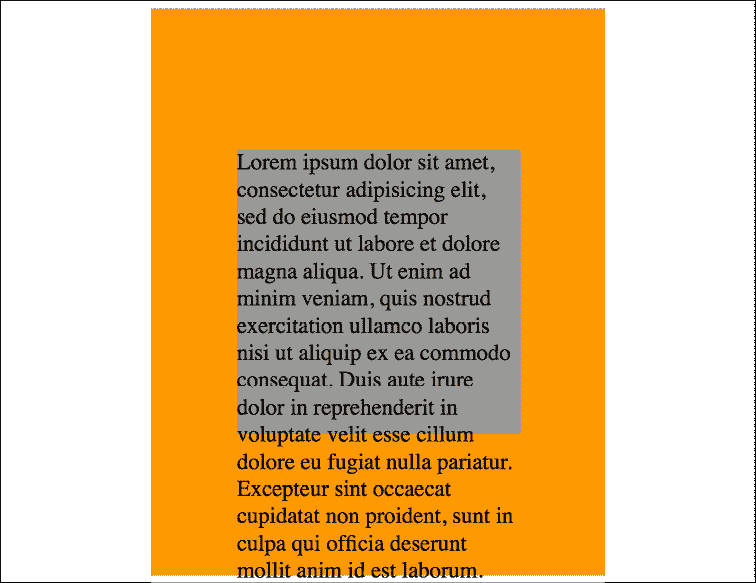 Lorem ipsum dolor sit amet,
consectetur adipisicing elit,
sed do eiusmod tempor
incididunt ut labore et dolore
magna aliqua. Ut enim ad
minim veniam, quis nostrud
exercitation ullamco laboris
nisi ut aliquip ex ea commodo
consequat. Duis aute irure
dolor in reprehenderit in
voluptate velit esse cillum
dolore eu fugiat nulla pariatur.
Excepteur sint occaecat
cupidatat non proident, sunt in
culpa qui officia deserunt
mollit anim id est laborum.